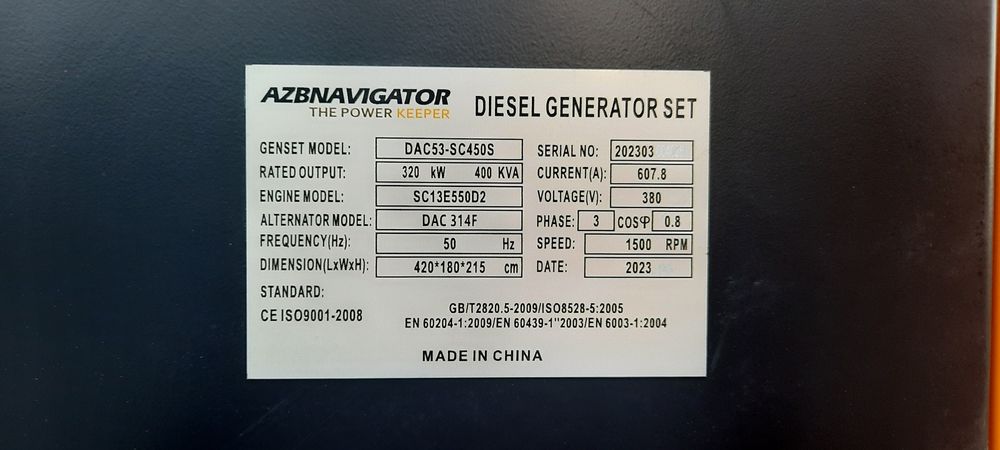 AZBNAVIGATOR
THE POWER KEEPER
DIESEL GENERATOR SET
GENSET MODEL: DAC53-SC450S SERIAL NO: 202303
RATED OUTPUT: 320 kW 400 KVA CURRENT(A): 607.8
ENGINE MODEL: SC13E550D2 VOLTAGE(V): 380
ALTERNATOR MODEL: DAC 314F PHASE: 3 COSφ 0.8
FREQUENCY(Hz): 50 Hz SPEED: 1500 RPM
DIMENSION(LxWxH): 420*180*215 cm DATE: 2023
STANDARD:
CE ISO9001-2008
GB/T2820.5-2009/ISO8528-5:2005
EN 60204-1:2009/EN 60439-1"2003/EN 6003-1:2004
MADE IN CHINA